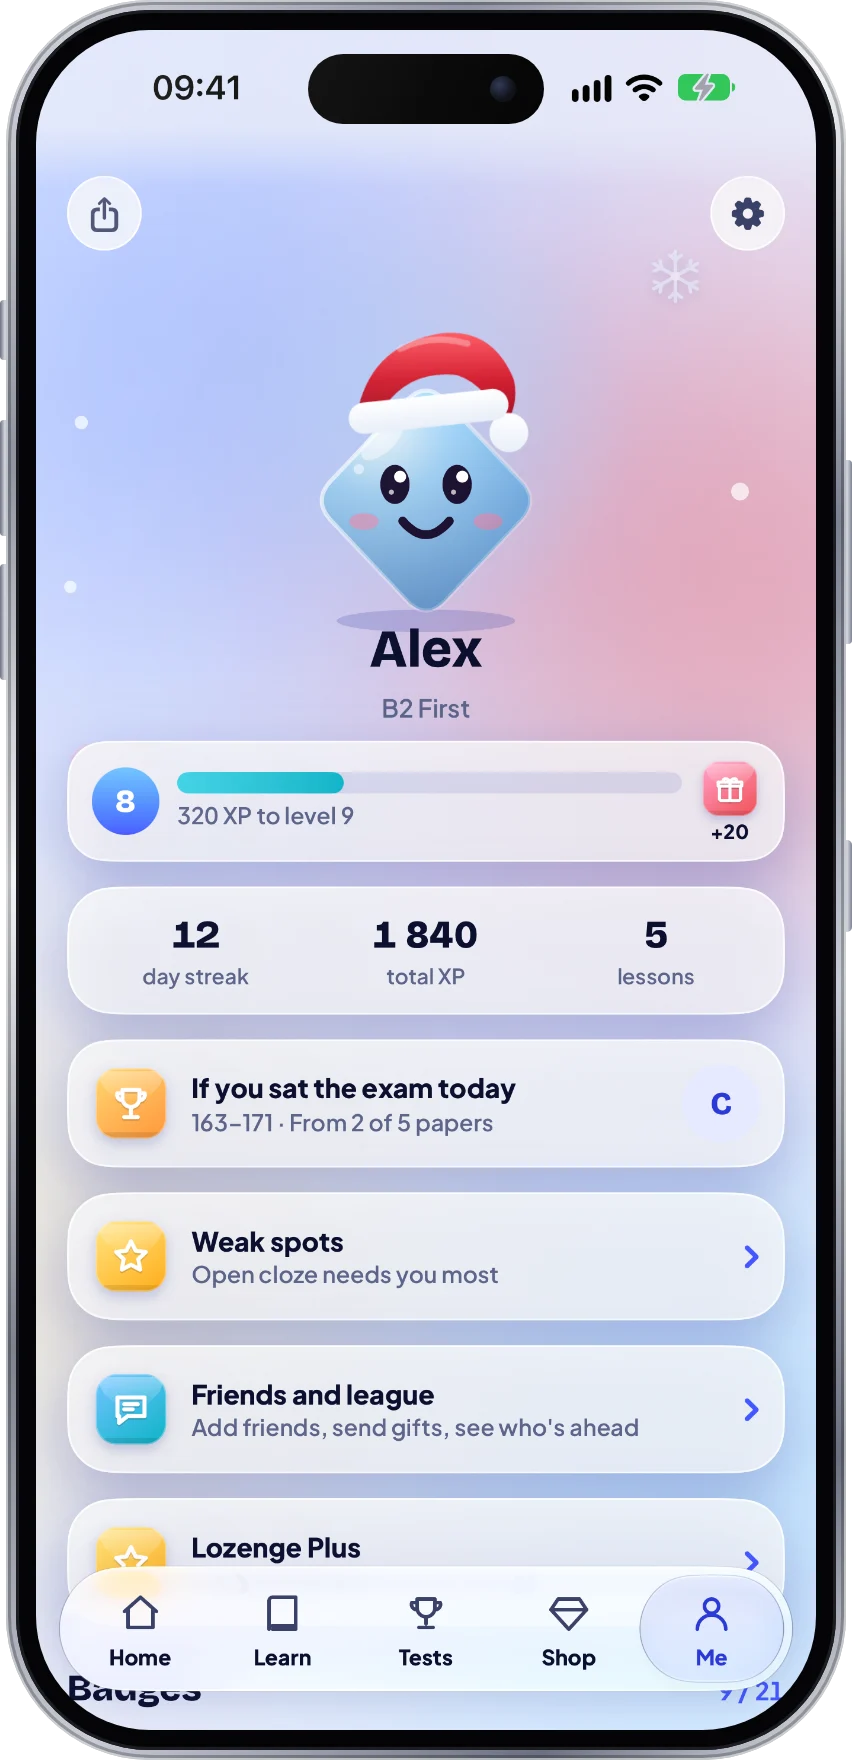 09:41
Alex
B2 First
8
320 XP to level 9
+20
12
day streak
1 840
total XP
5
lessons
If you sat the exam today
163–171 · From 2 of 5 papers
C
Weak spots
Open cloze needs you most
Friends and league
Add friends, send gifts, see who's ahead
Lozenge Plus
Home
Learn
Tests
Shop
Me
Badges
9 / 21